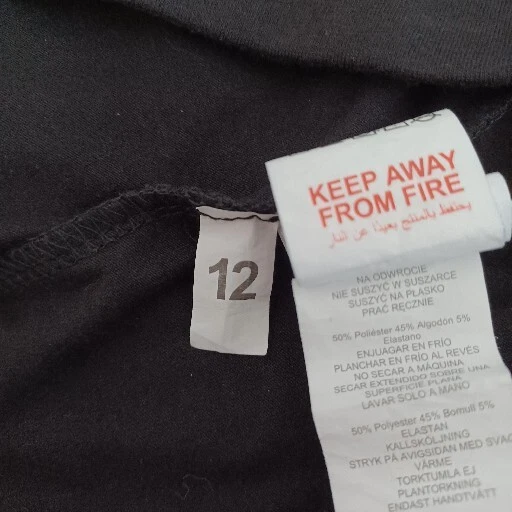 KEEP AWAY
FROM FIRE
يحتفظ بالملابس بعيدًا عن النار
12
NA ODWROCIE
NIE SUSZYĆ W SUSZARCE
SUSZYĆ NA PŁASKO
PRAĆ RĘCZNIE
50% Poliéster 45% Algodón 5%
Elastano
ENJUAGAR EN FRÍO
PLANCHAR EN FRÍO AL REVÉS
NO SECAR A MÁQUINA
SECAR EXTENDIDO SOBRE UNA
SUPERFICIE PLANA
LAVAR SOLO A MANO
50% Polyester 45% Bomull 5%
ELASTAN
KALLSKÖLJNING
STRYK PÅ AVIGSIDAN MED SVAG
VÄRME
TORKTUMLA EJ
PLANTORKNING
ENDAST HANDTVÄTT